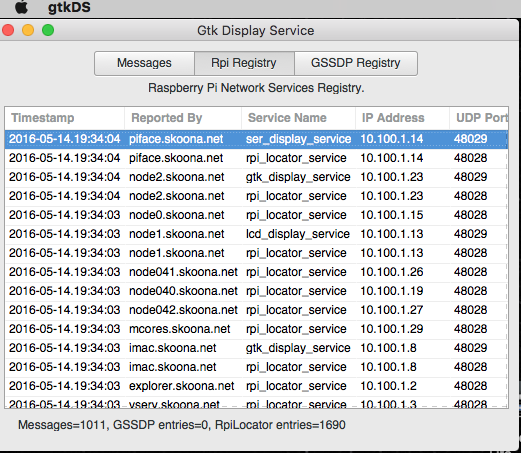 gtkDS
Gtk Display Service
Messages Rpi Registry GSSDP Registry
Raspberry Pi Network Services Registry.
Timestamp Reported By Service Name IP Address UDP Port
2016-05-14.19:34:04 piface.skoona.net ser_display_service 10.100.1.14 48029
2016-05-14.19:34:04 piface.skoona.net rpi_locator_service 10.100.1.14 48028
2016-05-14.19:34:04 node2.skoona.net gtk_display_service 10.100.1.23 48029
2016-05-14.19:34:04 node2.skoona.net rpi_locator_service 10.100.1.23 48028
2016-05-14.19:34:03 node0.skoona.net rpi_locator_service 10.100.1.15 48028
2016-05-14.19:34:03 node1.skoona.net lcd_display_service 10.100.1.13 48029
2016-05-14.19:34:03 node1.skoona.net rpi_locator_service 10.100.1.13 48028
2016-05-14.19:34:03 node041.skoona.net rpi_locator_service 10.100.1.26 48028
2016-05-14.19:34:03 node040.skoona.net rpi_locator_service 10.100.1.19 48028
2016-05-14.19:34:03 node042.skoona.net rpi_locator_service 10.100.1.27 48028
2016-05-14.19:34:03 mcores.skoona.net rpi_locator_service 10.100.1.29 48028
2016-05-14.19:34:03 imac.skoona.net gtk_display_service 10.100.1.8 48029
2016-05-14.19:34:03 imac.skoona.net rpi_locator_service 10.100.1.8 48028
2016-05-14.19:34:03 explorer.skoona.net rpi_locator_service 10.100.1.2 48028
2016-05-14.19:34:03 vserv.skoona.net rpi_locator_service 10.100.1.3 48028
Messages=1011, GSSDP entries=0, RpiLocator entries=1690